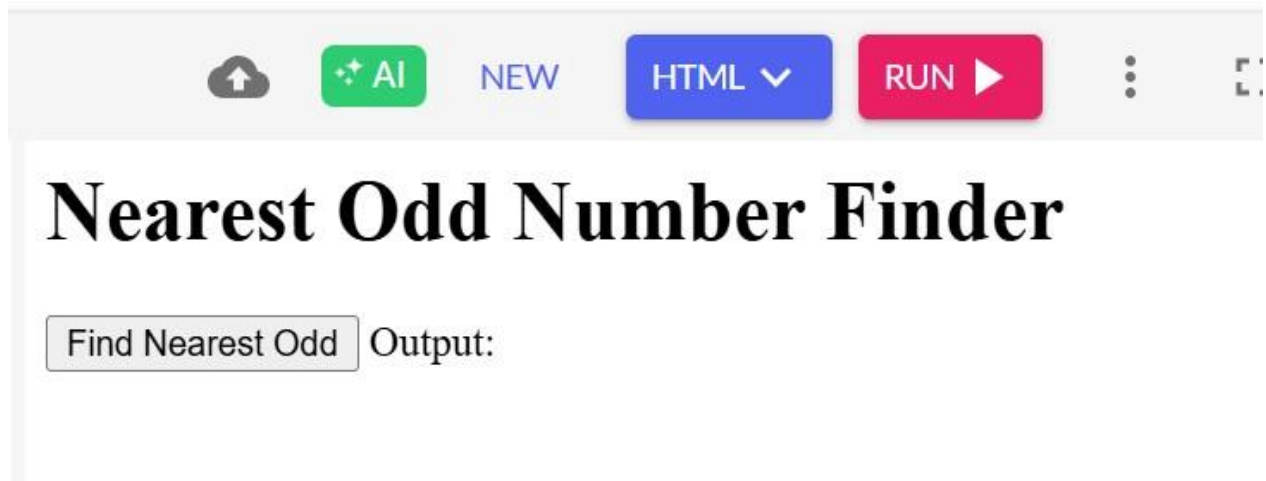 AI NEW HTML RUN
Nearest Odd Number Finder
Find Nearest Odd Output: